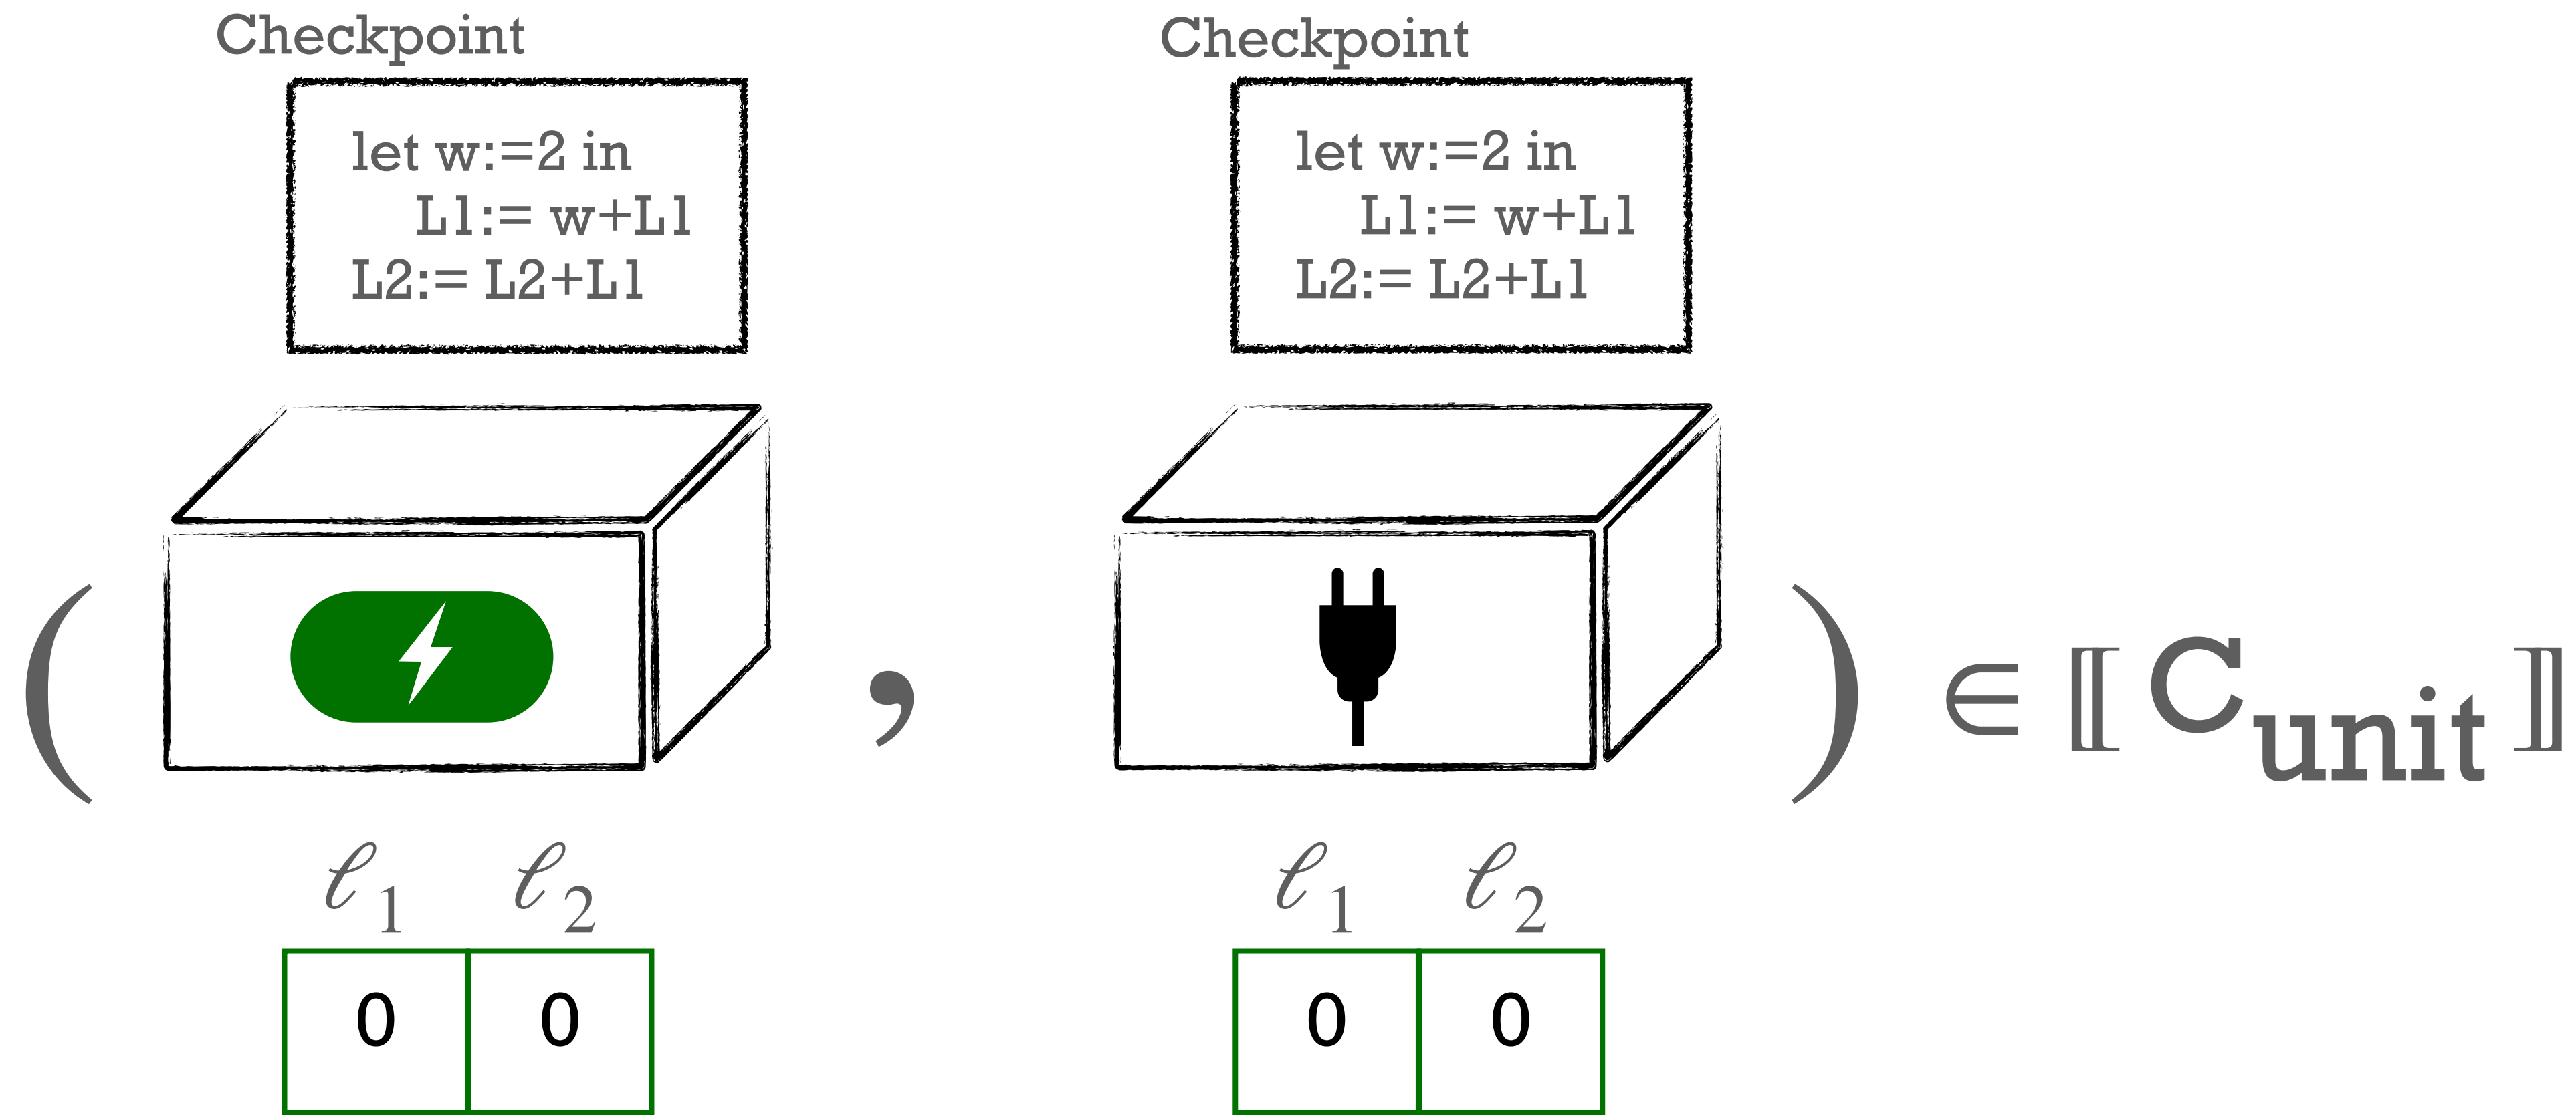 Checkpoint
let w:=2 in
L1:= w+L1
L2:= L2+L1
Checkpoint
let w:=2 in
L1:= w+L1
L2:= L2+L1
( , ) ∈ ⟦ C_unit ⟧
ℓ1 ℓ2
0 0
ℓ1 ℓ2
0 0